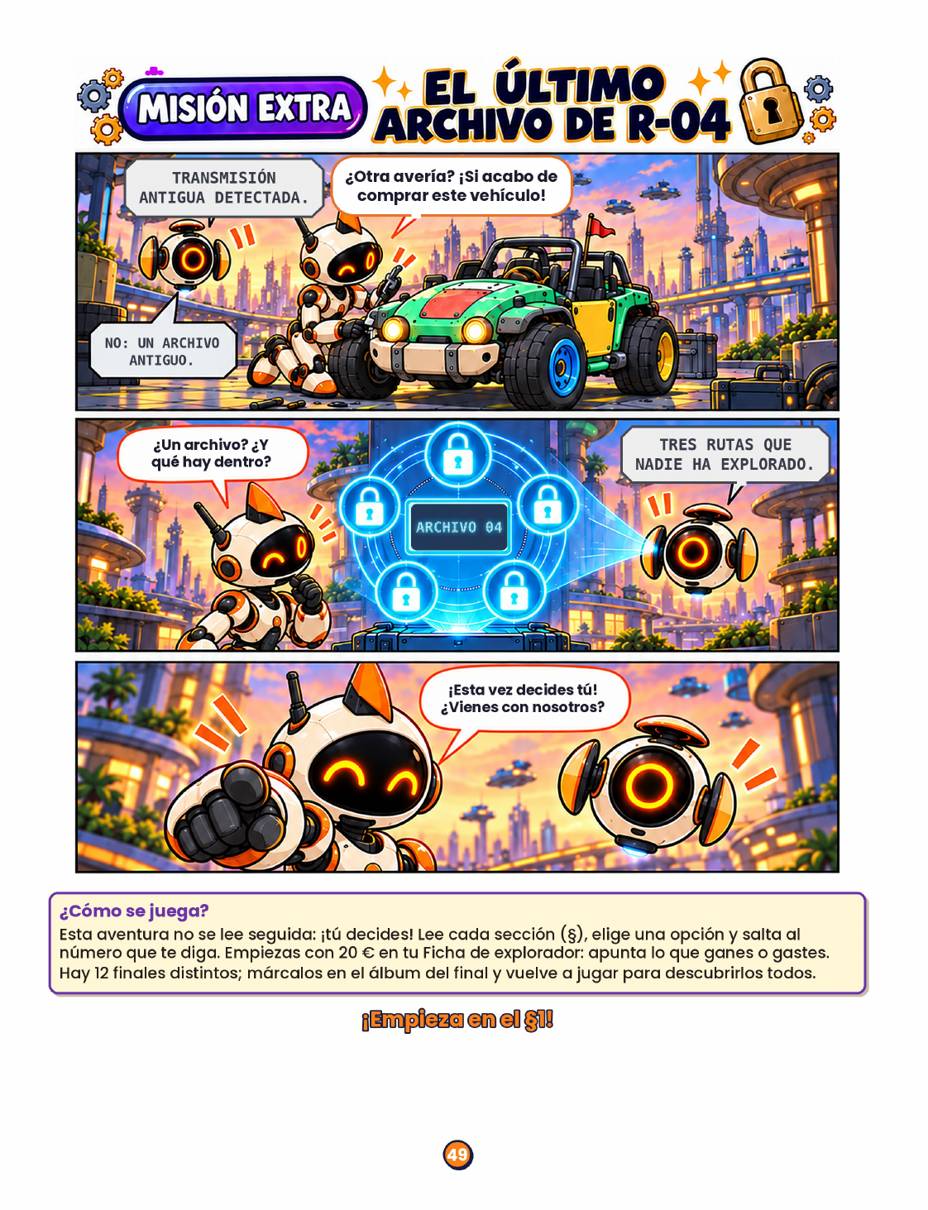 MISIÓN EXTRA
EL ÚLTIMO
ARCHIVO DE R-04
TRANSMISIÓN
ANTIGUA DETECTADA.
¿Otra avería? ¡Si acabo de
comprar este vehículo!
NO: UN ARCHIVO
ANTIGUO.
¿Un archivo? ¿Y
qué hay dentro?
ARCHIVO 04
TRES RUTAS QUE
NADIE HA EXPLORADO.
¡Esta vez decides tú!
¿Vienes con nosotros?
¿Cómo se juega?
Esta aventura no se lee seguida: ¡tú decides! Lee cada sección (§), elige una opción y salta al
número que te diga. Empiezas con 20 € en tu Ficha de explorador: apunta lo que ganes o gastes.
Hay 12 finales distintos; márcalos en el álbum del final y vuelve a jugar para descubrirlos todos.
¡Empieza en el §1!
49